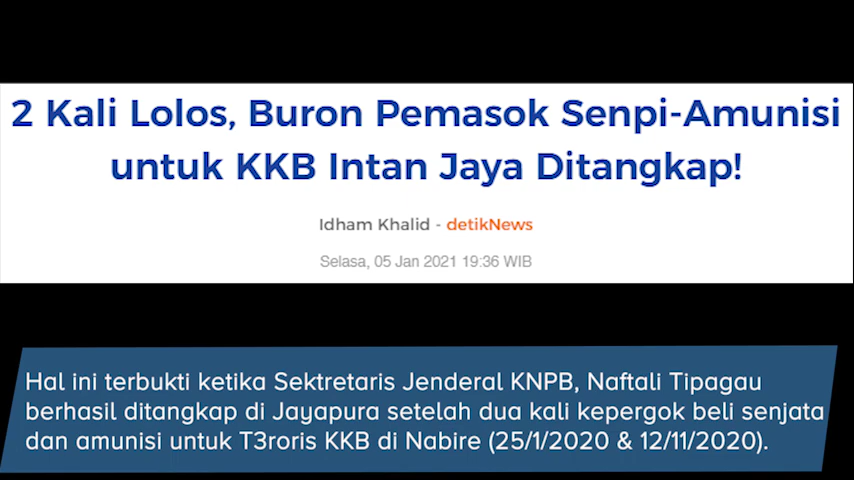 2 Kali Lolos, Buron Pemasok Senpi-Amunisi
untuk KKB Intan Jaya Ditangkap!
Idham Khalid - detikNews
Selasa, 05 Jan 2021 19:36 WIB
Hal ini terbukti ketika Sektretaris Jenderal KNPB, Naftali Tipagau
berhasil ditangkap di Jayapura setelah dua kali kepergok beli senjata
dan amunisi untuk T3roris KKB di Nabire (25/1/2020 & 12/11/2020).